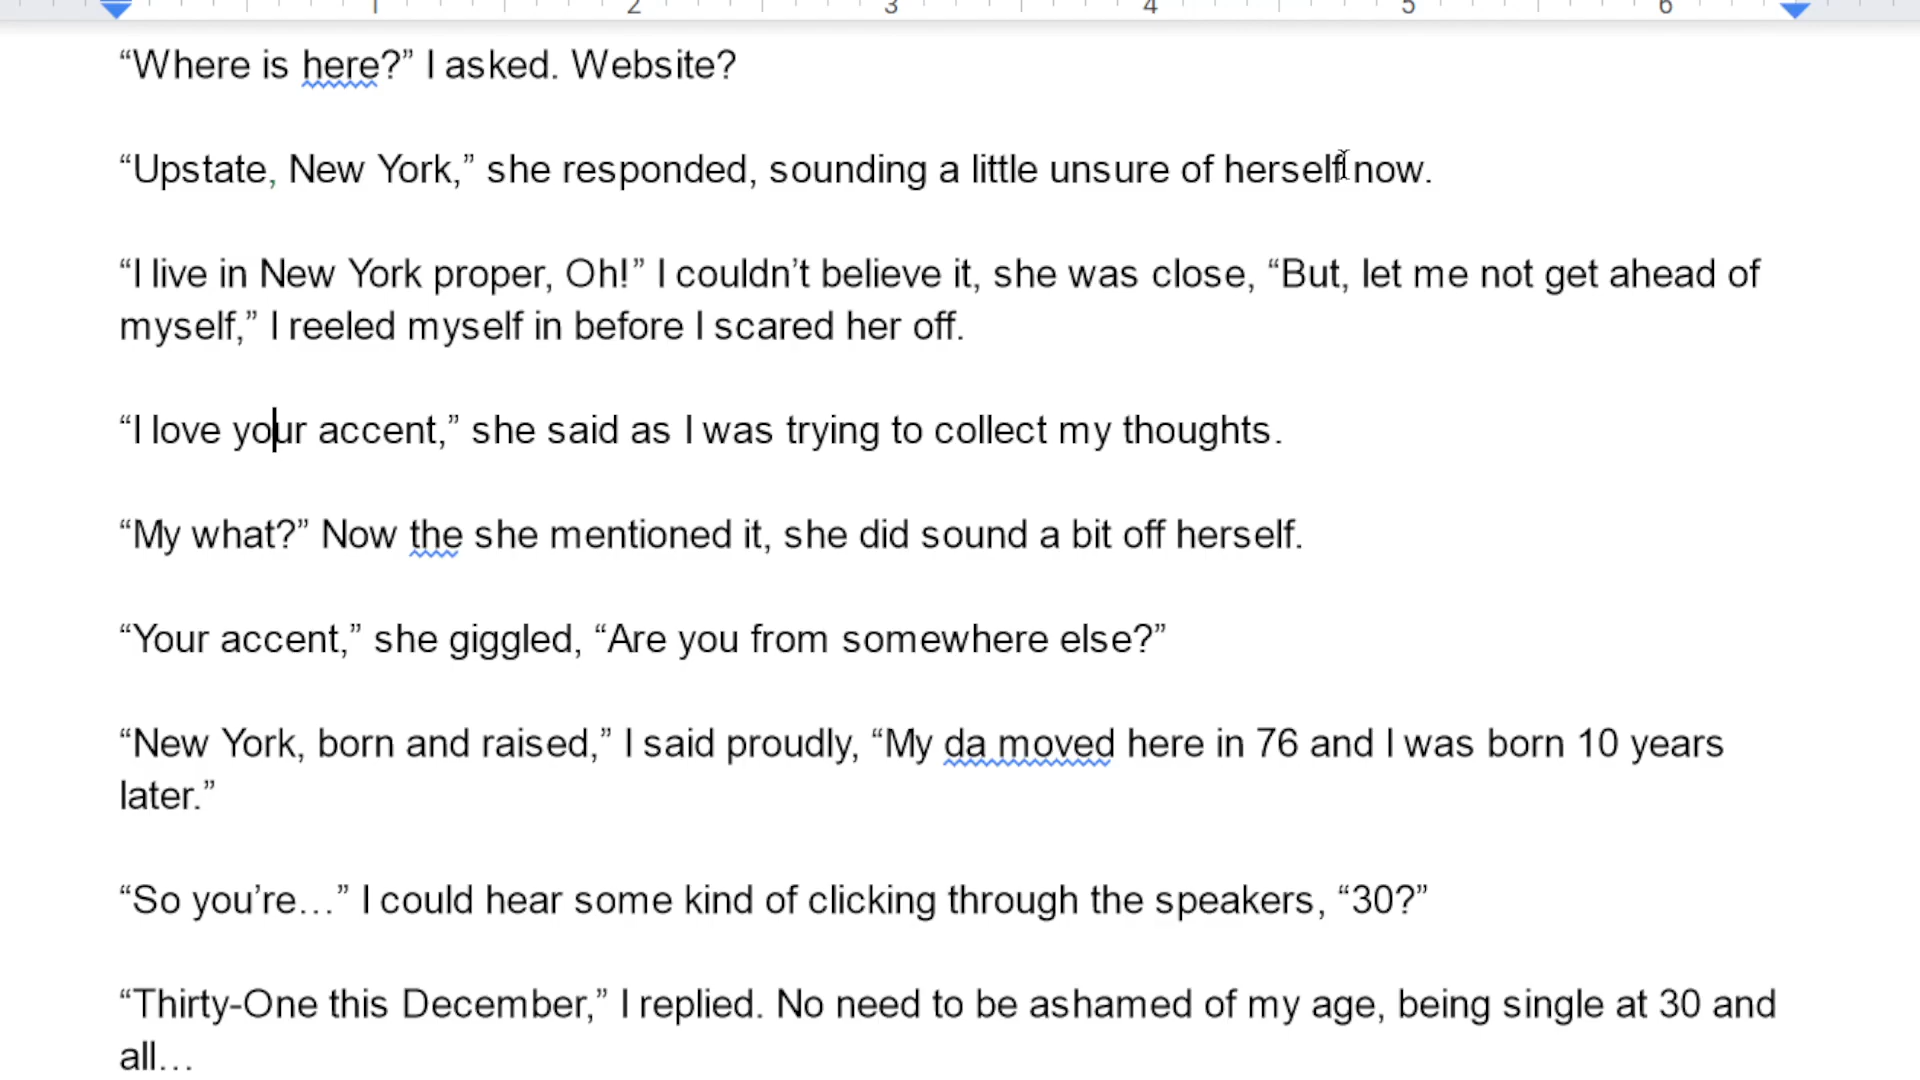 1 2 3 4 5 6
“Where is here?” I asked. Website?
“Upstate, New York,” she responded, sounding a little unsure of herself now.
“I live in New York proper, Oh!” I couldn’t believe it, she was close, “But, let me not get ahead of
myself,” I reeled myself in before I scared her off.
“I love your accent,” she said as I was trying to collect my thoughts.
“My what?” Now the she mentioned it, she did sound a bit off herself.
“Your accent,” she giggled, “Are you from somewhere else?”
“New York, born and raised,” I said proudly, “My da moved here in 76 and I was born 10 years
later.”
“So you’re…” I could hear some kind of clicking through the speakers, “30?”
“Thirty-One this December,” I replied. No need to be ashamed of my age, being single at 30 and
all…